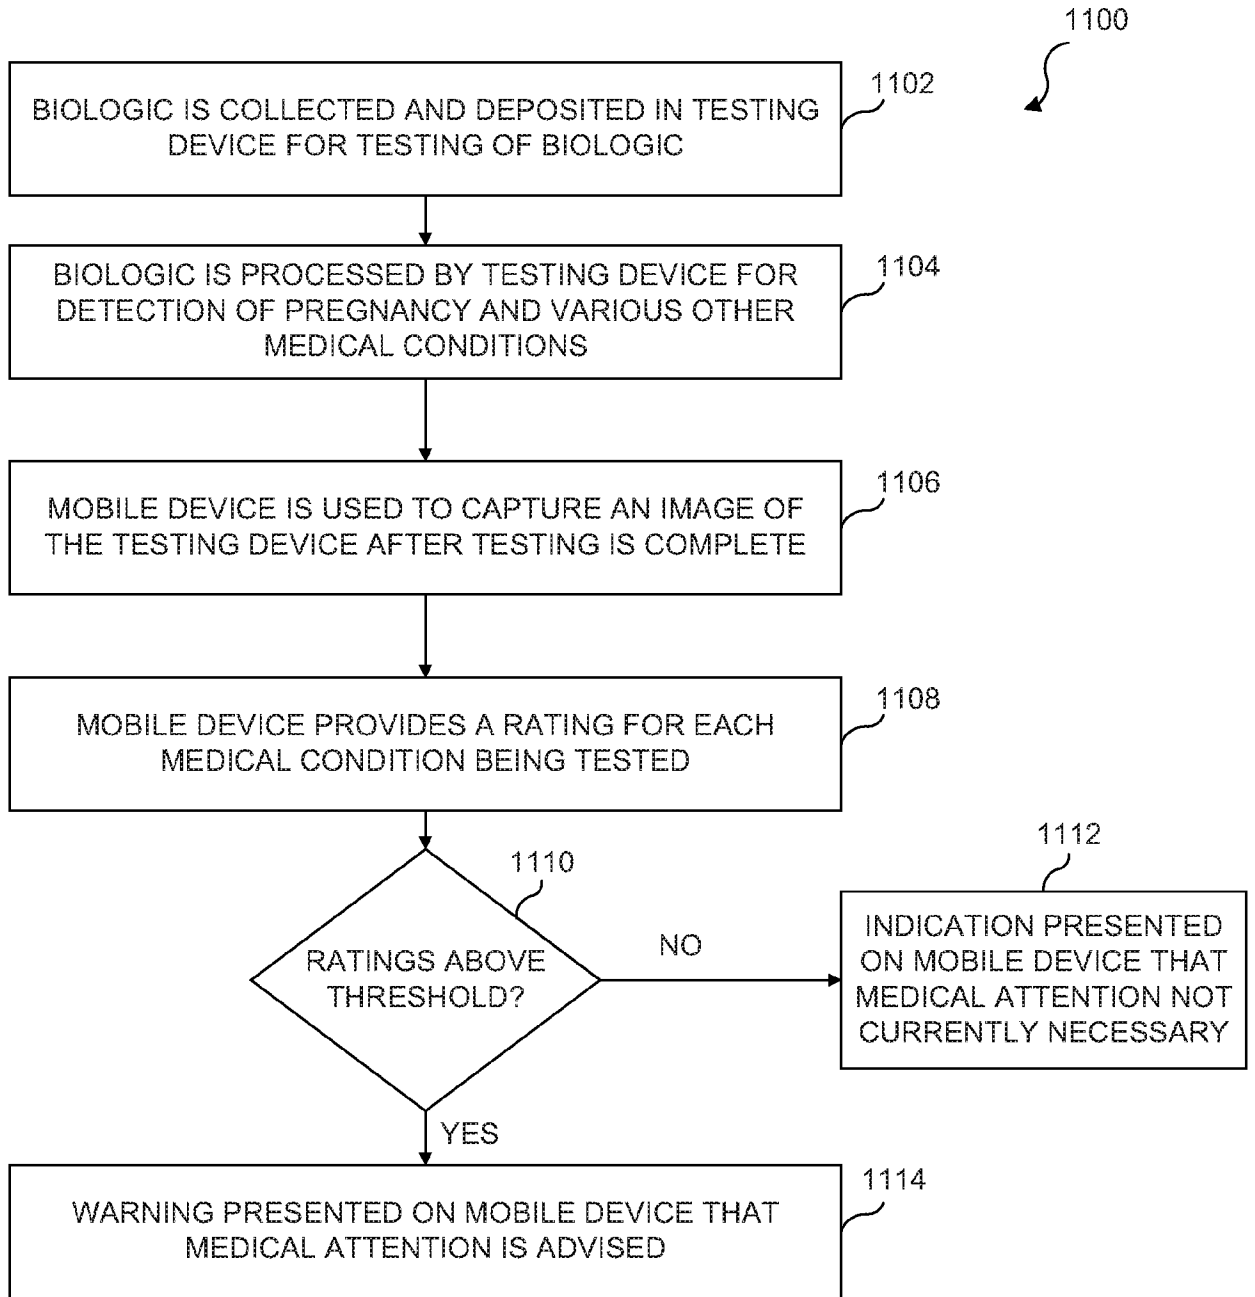 1100
1102
BIOLOGIC IS COLLECTED AND DEPOSITED IN TESTING
DEVICE FOR TESTING OF BIOLOGIC
1104
BIOLOGIC IS PROCESSED BY TESTING DEVICE FOR
DETECTION OF PREGNANCY AND VARIOUS OTHER
MEDICAL CONDITIONS
1106
MOBILE DEVICE IS USED TO CAPTURE AN IMAGE OF
THE TESTING DEVICE AFTER TESTING IS COMPLETE
1108
MOBILE DEVICE PROVIDES A RATING FOR EACH
MEDICAL CONDITION BEING TESTED
1110
RATINGS ABOVE
THRESHOLD?
NO
1112
INDICATION PRESENTED
ON MOBILE DEVICE THAT
MEDICAL ATTENTION NOT
CURRENTLY NECESSARY
YES
1114
WARNING PRESENTED ON MOBILE DEVICE THAT
MEDICAL ATTENTION IS ADVISED